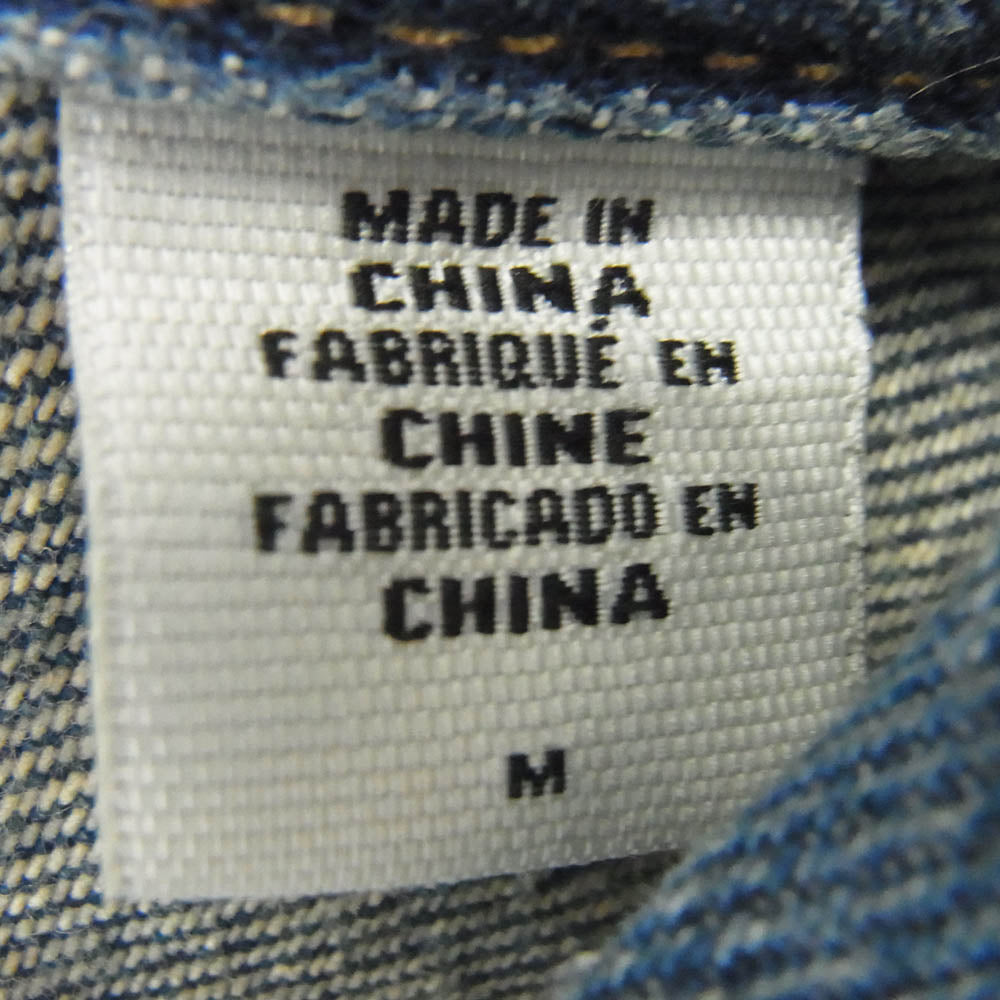 MADE IN
CHINA
FABRIQUÉ EN
CHINE
FABRICADO EN
CHINA
M